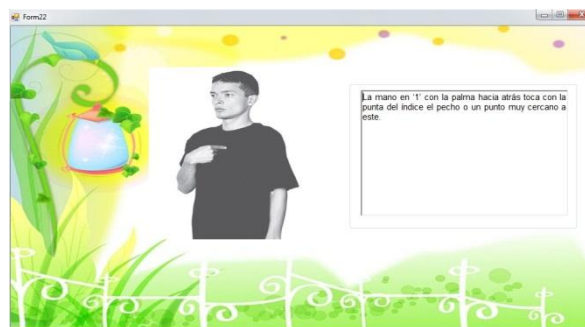 Form22
La mano en '1' con la palma hacia atrás toca con la
punta del índice el pecho o un punto muy cercano a
este.